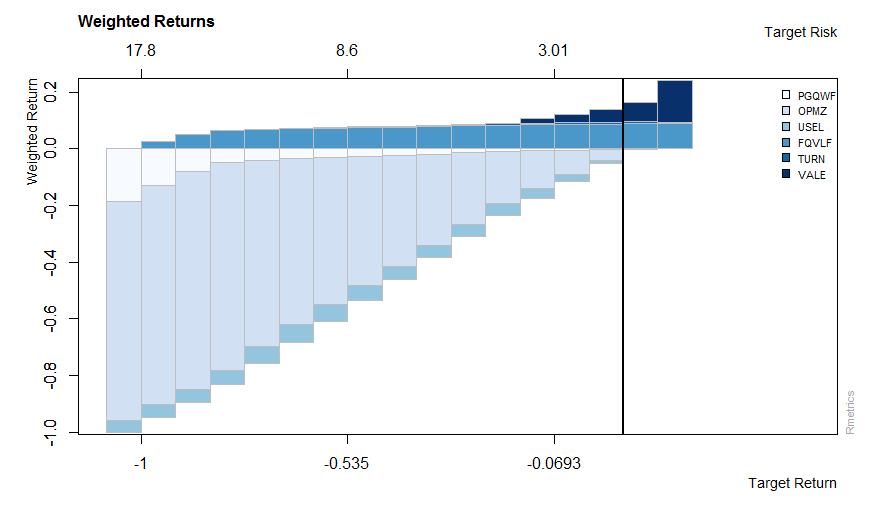 Weighted Returns
Target Risk
17.8 8.6 3.01
Weighted Return
0.2
0.0
-0.2
-0.4
-0.6
-0.8
-1.0
PGQWF
OPMZ
USEL
FQVLF
TURN
VALE
Rmetrics
-1 -0.535 -0.0693
Target Return